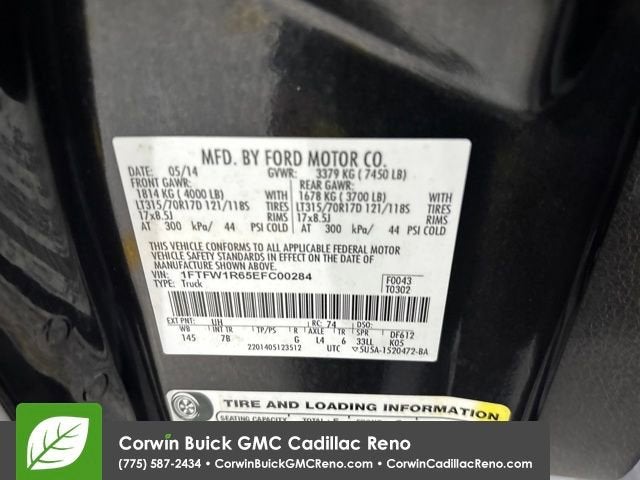 MFD. BY FORD MOTOR CO.
DATE: 05/14 GVWR: 3379 KG ( 7450 LB)
FRONT GAWR: REAR GAWR:
1814 KG ( 4000 LB) WITH 1678 KG ( 3700 LB) WITH
LT315/70R17D 121/118S TIRES LT315/70R17D 121/118S TIRES
17x8.5J RIMS 17x8.5J RIMS
AT 300 kPa/ 44 PSI COLD AT 300 kPa/ 44 PSI COLD
THIS VEHICLE CONFORMS TO ALL APPLICABLE FEDERAL MOTOR
VEHICLE SAFETY STANDARDS IN EFFECT ON THE DATE OF
MANUFACTURE SHOWN ABOVE.
VIN: 1FTFW1R65EFC00284 F0043
TYPE: Truck T0302
EXT PNT: UH RC: 74 DSO:
WB TP/PS R AXLE TR SPR DF612
145 7B G L4 6 33LL K05
2201405123512 UTC ▽5U5A-1520472-BA
TIRE AND LOADING INFORMATION
SEATING CAPACITY
Corwin Buick GMC Cadillac Reno
(775) 587-2434 • CorwinBuickGMCReno.com • CorwinCadillacReno.com